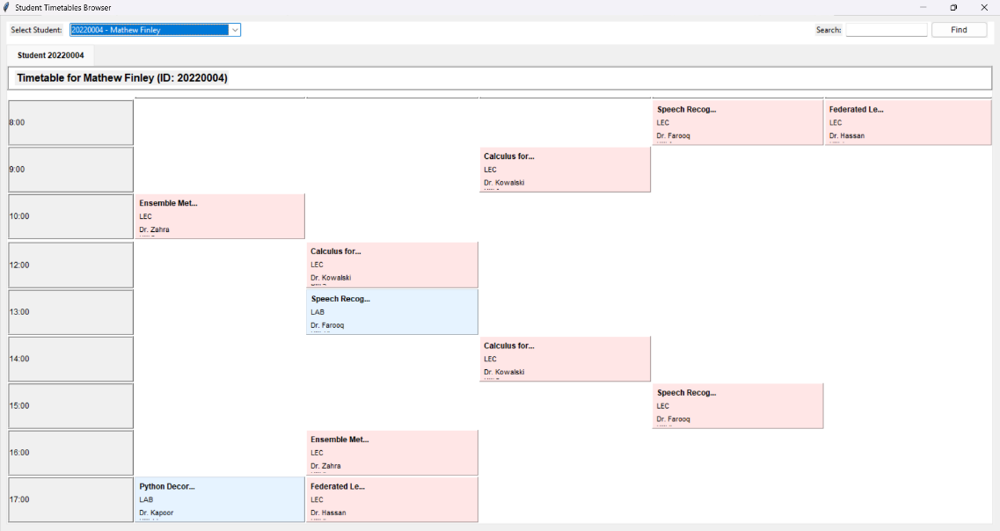 Student Timetables Browser
Select Student: 20220004 - Mathew Finley Search: Find
Student 20220004
Timetable for Mathew Finley (ID: 20220004)
8:00
Speech Recog...
LEC
Dr. Farooq
Federated Le...
LEC
Dr. Hassan
9:00
Calculus for...
LEC
Dr. Kowalski
10:00
Ensemble Met...
LEC
Dr. Zahra
12:00
Calculus for...
LEC
Dr. Kowalski
13:00
Speech Recog...
LAB
Dr. Farooq
14:00
Calculus for...
LEC
Dr. Kowalski
15:00
Speech Recog...
LEC
Dr. Farooq
16:00
Ensemble Met...
LEC
Dr. Zahra
17:00
Python Decor...
LAB
Dr. Kapoor
Federated Le...
LEC
Dr. Hassan